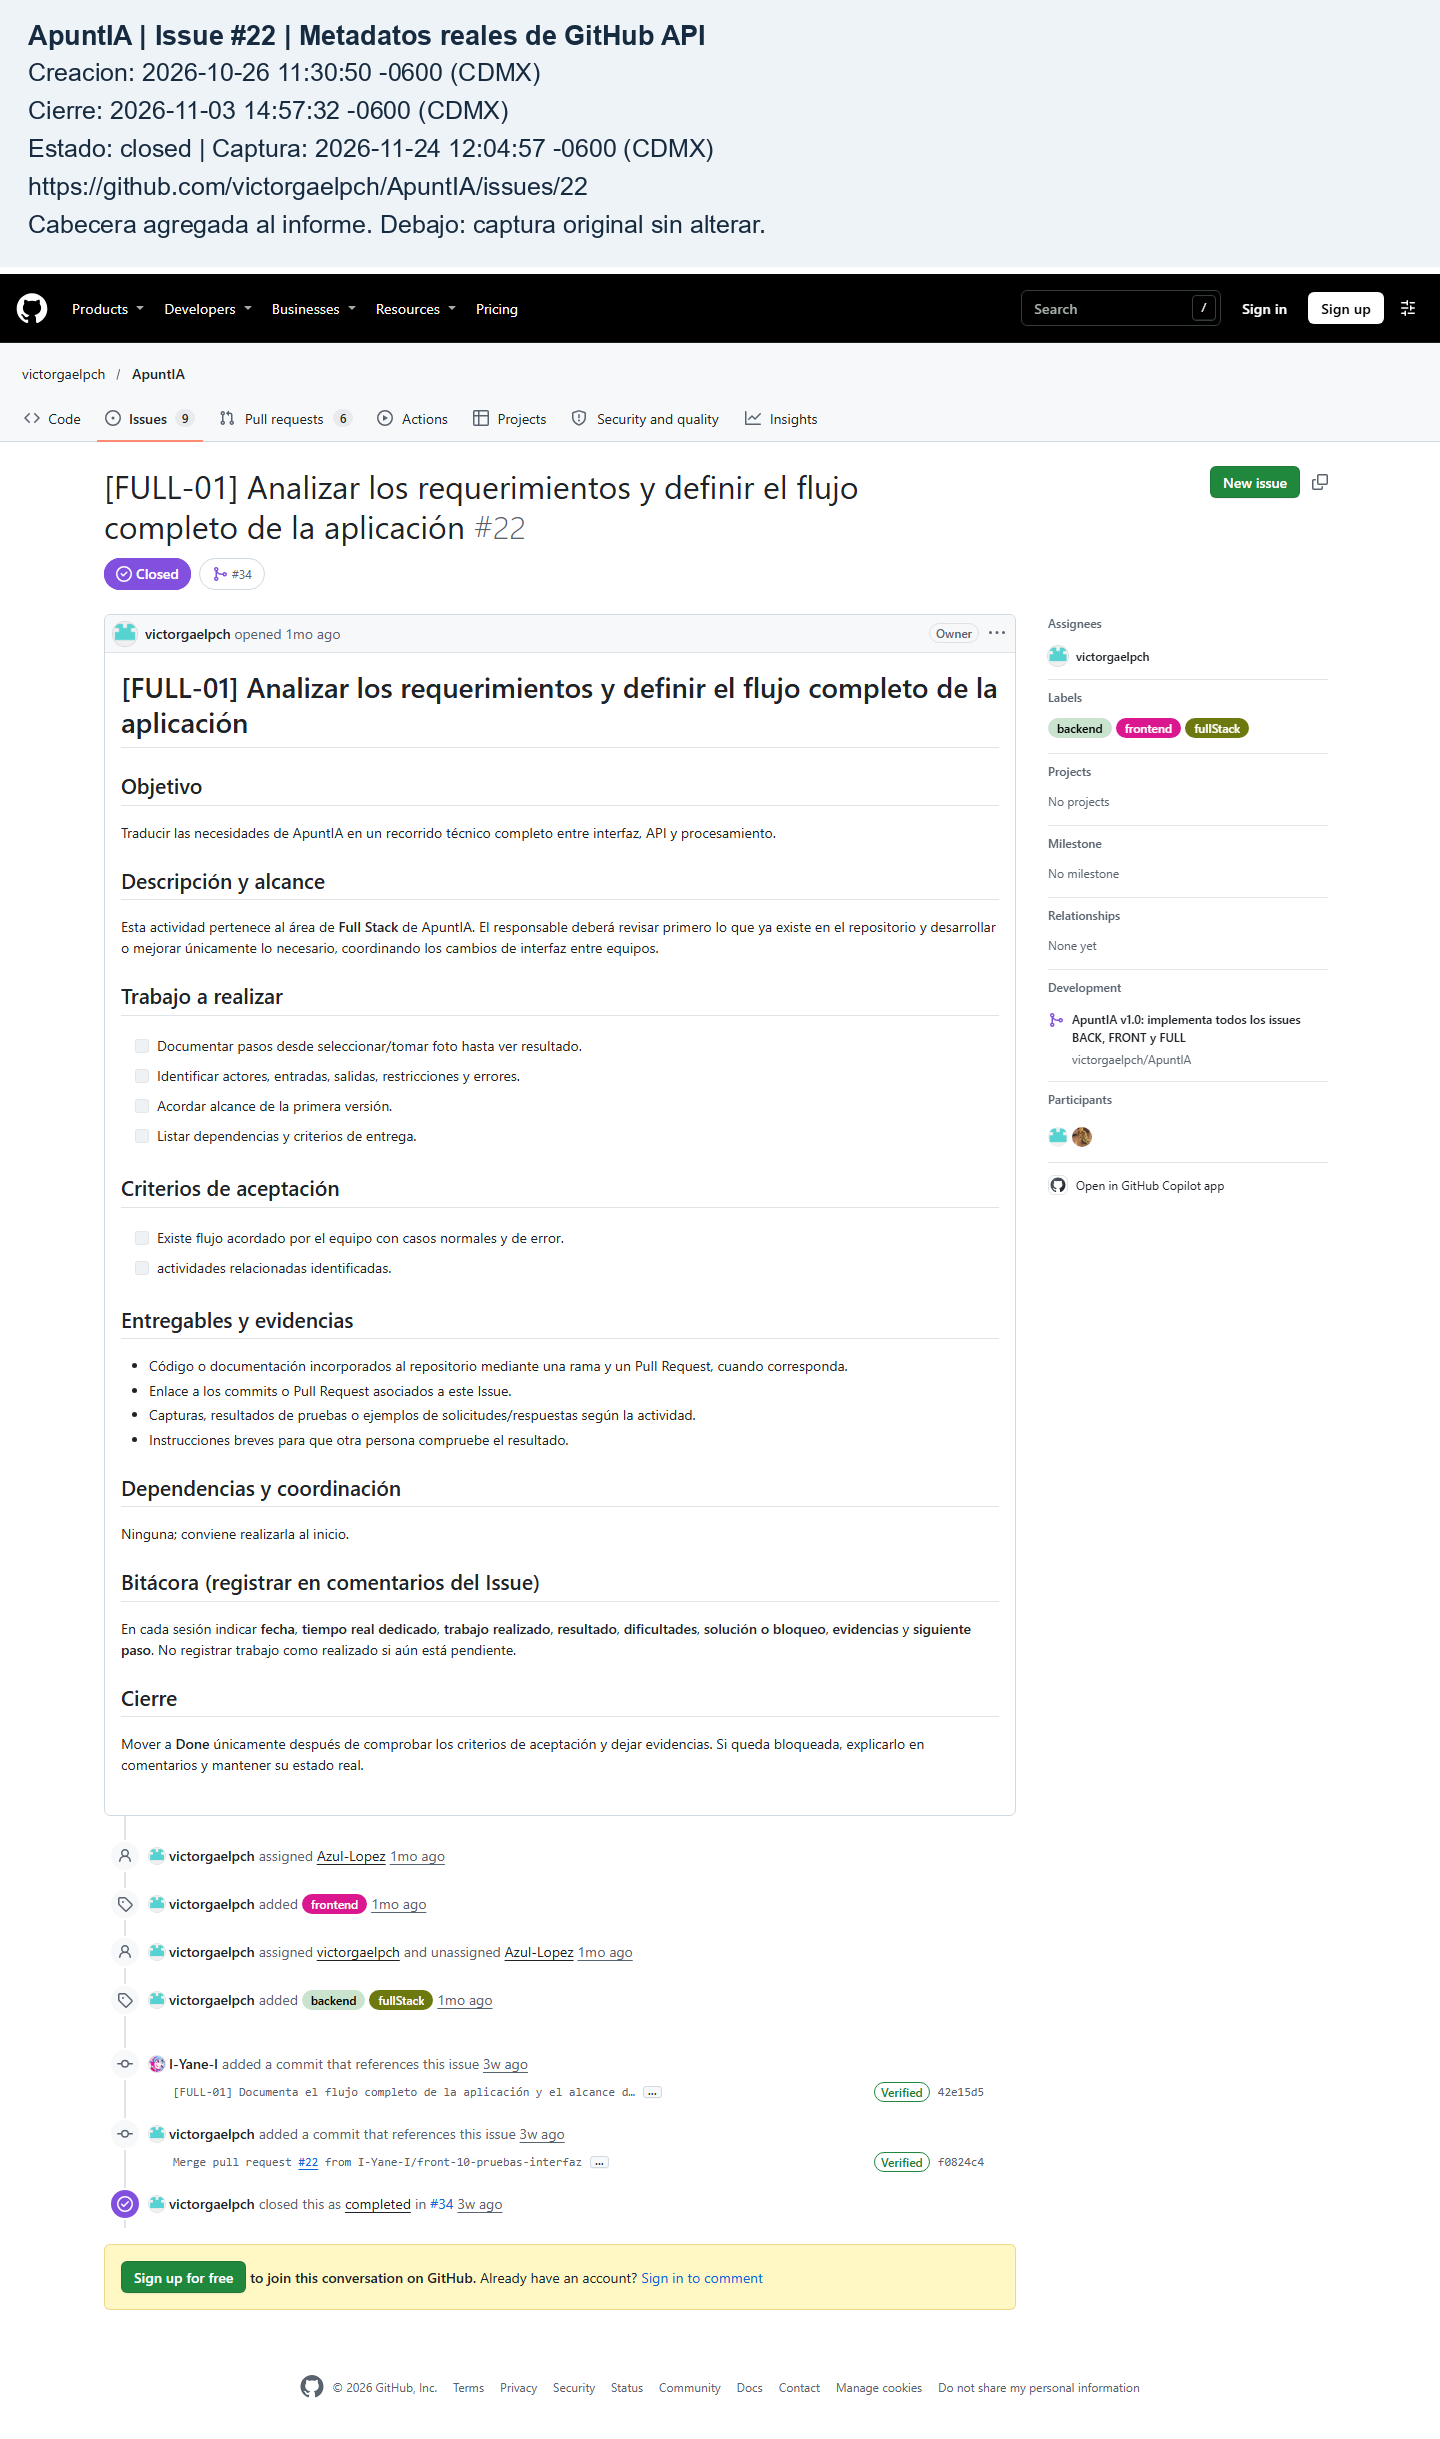 ApuntIA | Issue #22 | Metadatos reales de GitHub API
Creacion: 2026-10-26 11:30:50 -0600 (CDMX)
Cierre: 2026-11-03 14:57:32 -0600 (CDMX)
Estado: closed | Captura: 2026-11-24 12:04:57 -0600 (CDMX)
https://github.com/victorgaelpch/ApuntIA/issues/22
Cabecera agregada al informe. Debajo: captura original sin alterar.
Products Developers Businesses Resources Pricing Search / Sign in Sign up
victorgaelpch / ApuntIA
Code Issues 9 Pull requests 6 Actions Projects Security and quality Insights
[FULL-01] Analizar los requerimientos y definir el flujo
completo de la aplicación #22
New issue
Closed #34
victorgaelpch opened 1mo ago Owner
[FULL-01] Analizar los requerimientos y definir el flujo completo de la
aplicación
Objetivo
Traducir las necesidades de ApuntIA en un recorrido técnico completo entre interfaz, API y procesamiento.
Descripción y alcance
Esta actividad pertenece al área de Full Stack de ApuntIA. El responsable deberá revisar primero lo que ya existe en el repositorio y desarrollar
o mejorar únicamente lo necesario, coordinando los cambios de interfaz entre equipos.
Trabajo a realizar
Documentar pasos desde seleccionar/tomar foto hasta ver resultado.
Identificar actores, entradas, salidas, restricciones y errores.
Acordar alcance de la primera versión.
Listar dependencias y criterios de entrega.
Criterios de aceptación
Existe flujo acordado por el equipo con casos normales y de error.
actividades relacionadas identificadas.
Entregables y evidencias
Código o documentación incorporados al repositorio mediante una rama y un Pull Request, cuando corresponda.
Enlace a los commits o Pull Request asociados a este Issue.
Capturas, resultados de pruebas o ejemplos de solicitudes/respuestas según la actividad.
Instrucciones breves para que otra persona compruebe el resultado.
Dependencias y coordinación
Ninguna; conviene realizarla al inicio.
Bitácora (registrar en comentarios del Issue)
En cada sesión indicar fecha, tiempo real dedicado, trabajo realizado, resultado, dificultades, solución o bloqueo, evidencias y siguiente
paso. No registrar trabajo como realizado si aún está pendiente.
Cierre
Mover a Done únicamente después de comprobar los criterios de aceptación y dejar evidencias. Si queda bloqueada, explicarlo en
comentarios y mantener su estado real.
Assignees
victorgaelpch
Labels
backend frontend fullStack
Projects
No projects
Milestone
No milestone
Relationships
None yet
Development
ApuntIA v1.0: implementa todos los issues
BACK, FRONT y FULL
victorgaelpch/ApuntIA
Participants
Open in GitHub Copilot app
victorgaelpch assigned Azul-Lopez 1mo ago
victorgaelpch added frontend 1mo ago
victorgaelpch assigned victorgaelpch and unassigned Azul-Lopez 1mo ago
victorgaelpch added backend fullStack 1mo ago
I-Yane-I added a commit that references this issue 3w ago
[FULL-01] Documenta el flujo completo de la aplicación y el alcance d… … Verified 42e15d5
victorgaelpch added a commit that references this issue 3w ago
Merge pull request #22 from I-Yane-I/front-10-pruebas-interfaz … Verified f0824c4
victorgaelpch closed this as completed in #34 3w ago
Sign up for free to join this conversation on GitHub. Already have an account? Sign in to comment
© 2026 GitHub, Inc. Terms Privacy Security Status Community Docs Contact Manage cookies Do not share my personal information